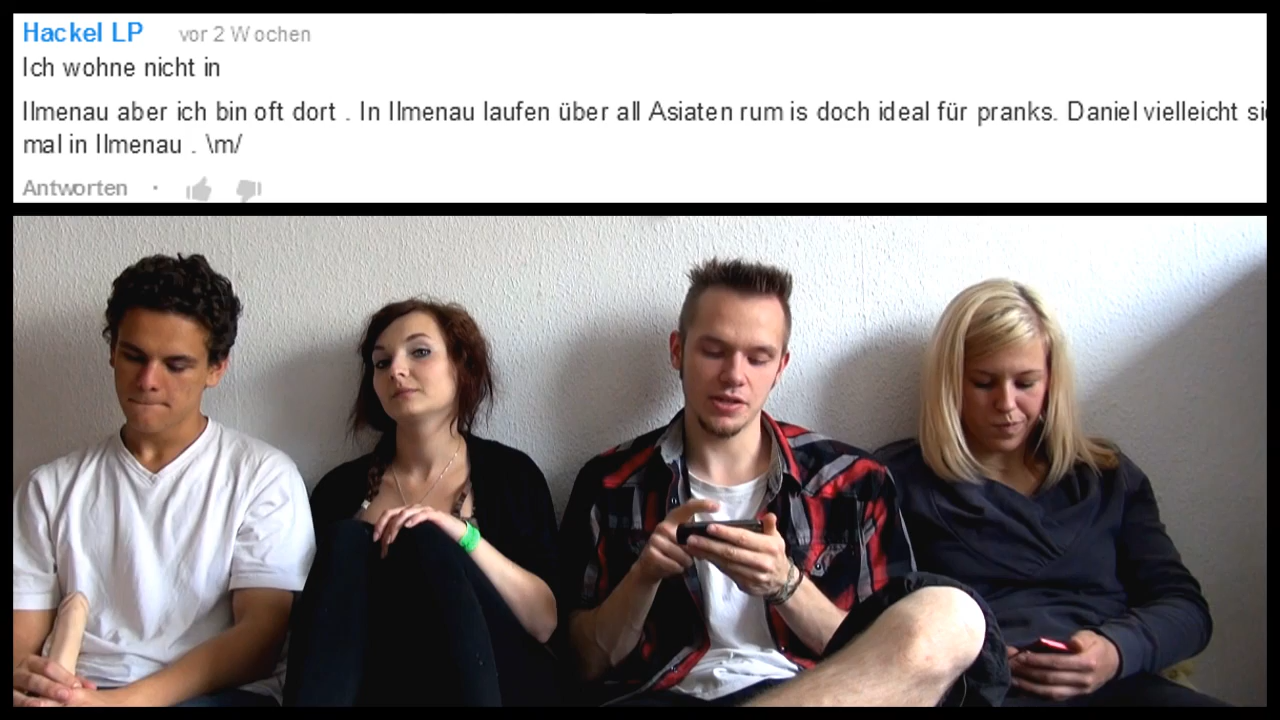 Hackel LP vor 2 Wochen
Ich wohne nicht in
Ilmenau aber ich bin oft dort . In Ilmenau laufen über all Asiaten rum is doch ideal für pranks. Daniel vielleicht
mal in Ilmenau . \m/
Antworten ·